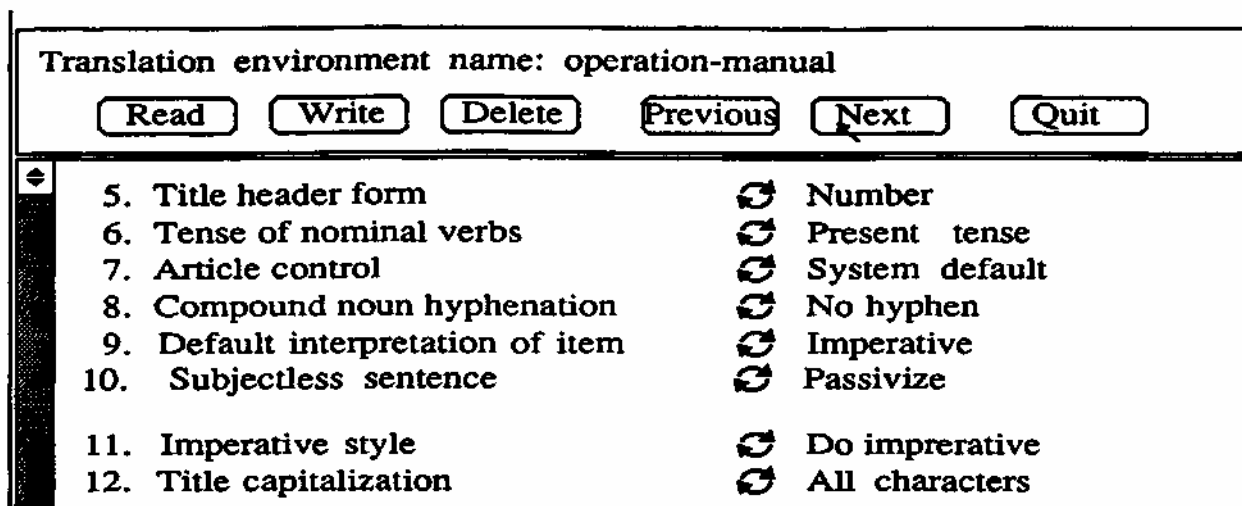 Translation environment name: operation-manual
Read Write Delete Previous Next Quit
5. Title header form Number
6. Tense of nominal verbs Present tense
7. Article control System default
8. Compound noun hyphenation No hyphen
9. Default interpretation of item Imperative
10. Subjectless sentence Passivize
11. Imperative style Do imprerative
12. Title capitalization All characters